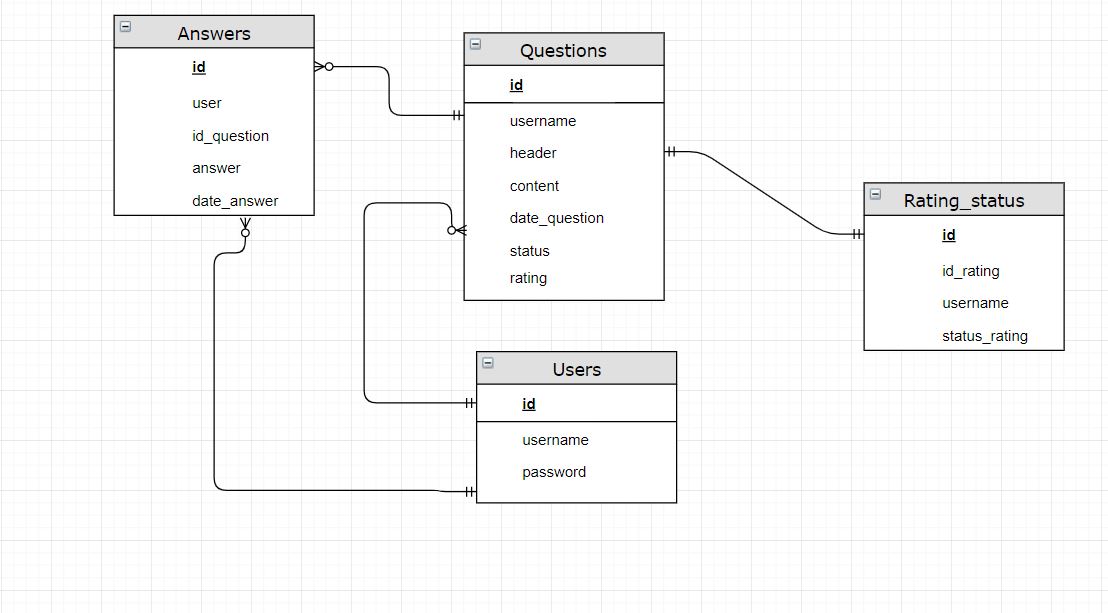 Answers
id
user
id_question
answer
date_answer
Questions
id
username
header
content
date_question
status
rating
Rating_status
id
id_rating
username
status_rating
Users
id
username
password